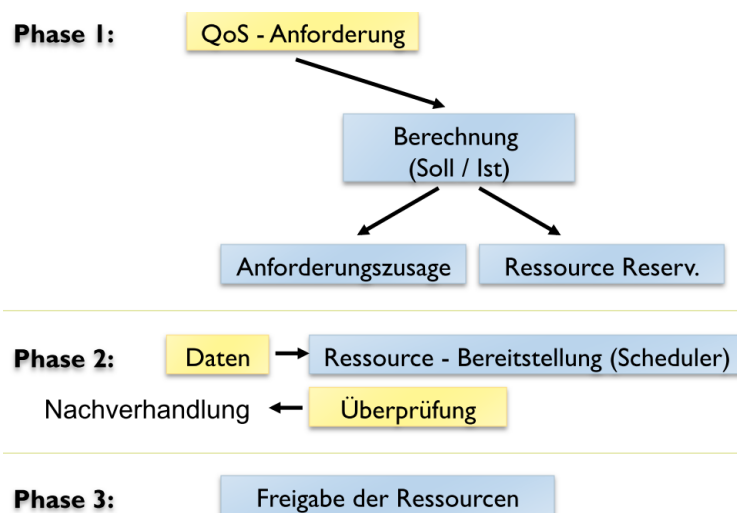 Phase 1:
QoS - Anforderung
Berechnung
(Soll / Ist)
Anforderungszusage
Ressource Reserv.
Phase 2:
Daten
Ressource - Bereitstellung (Scheduler)
Nachverhandlung
Überprüfung
Phase 3:
Freigabe der Ressourcen